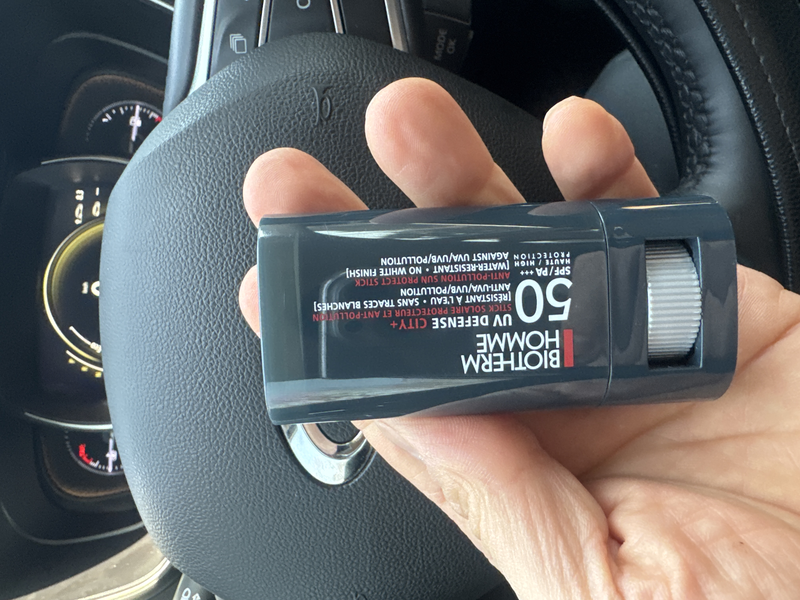 BIOTHERM
HOMME
UV DEFENSE CITY+
STICK SOLAIRE PROTECTEUR ET ANTI-POLLUTION
[RÉSISTANT À L'EAU • SANS TRACES BLANCHES]
ANTI-UVA/UVB/POLLUTION
ANTI-POLLUTION SUN PROTECT STICK
[WATER-RESISTANT • NO WHITE FINISH]
AGAINST UVA/UVB/POLLUTION
50
SPF/PA++++
HAUTE / HIGH
PROTECTION
MODE
OK